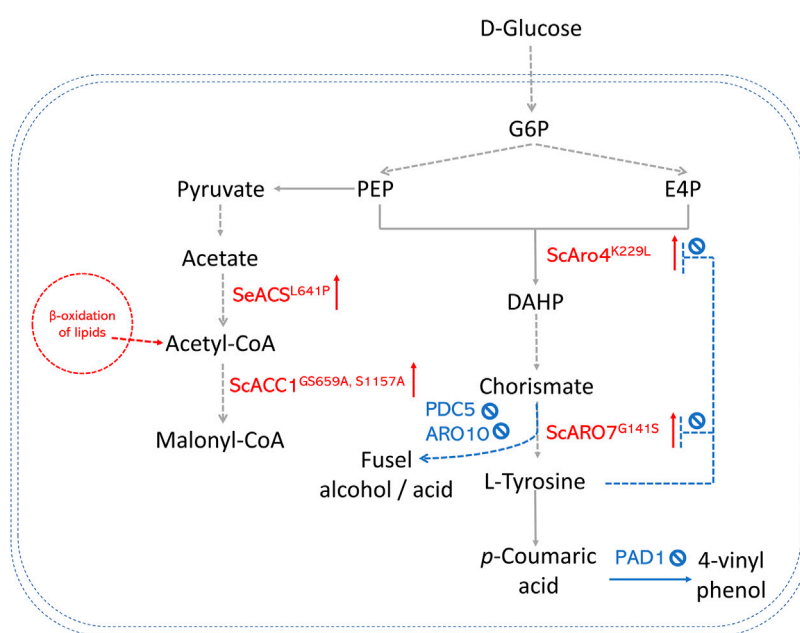 D-Glucose
G6P
Pyruvate
PEP
E4P
Acetate
ScAro4K229L
SeACSL641P
DAHP
β-oxidation
of lipids
Acetyl-CoA
ScACC1GS659A, S1157A
Chorismate
PDC5
ARO10
ScARO7G141S
Malonyl-CoA
Fusel
alcohol / acid
L-Tyrosine
p-Coumaric
acid
PAD1
4-vinyl
phenol